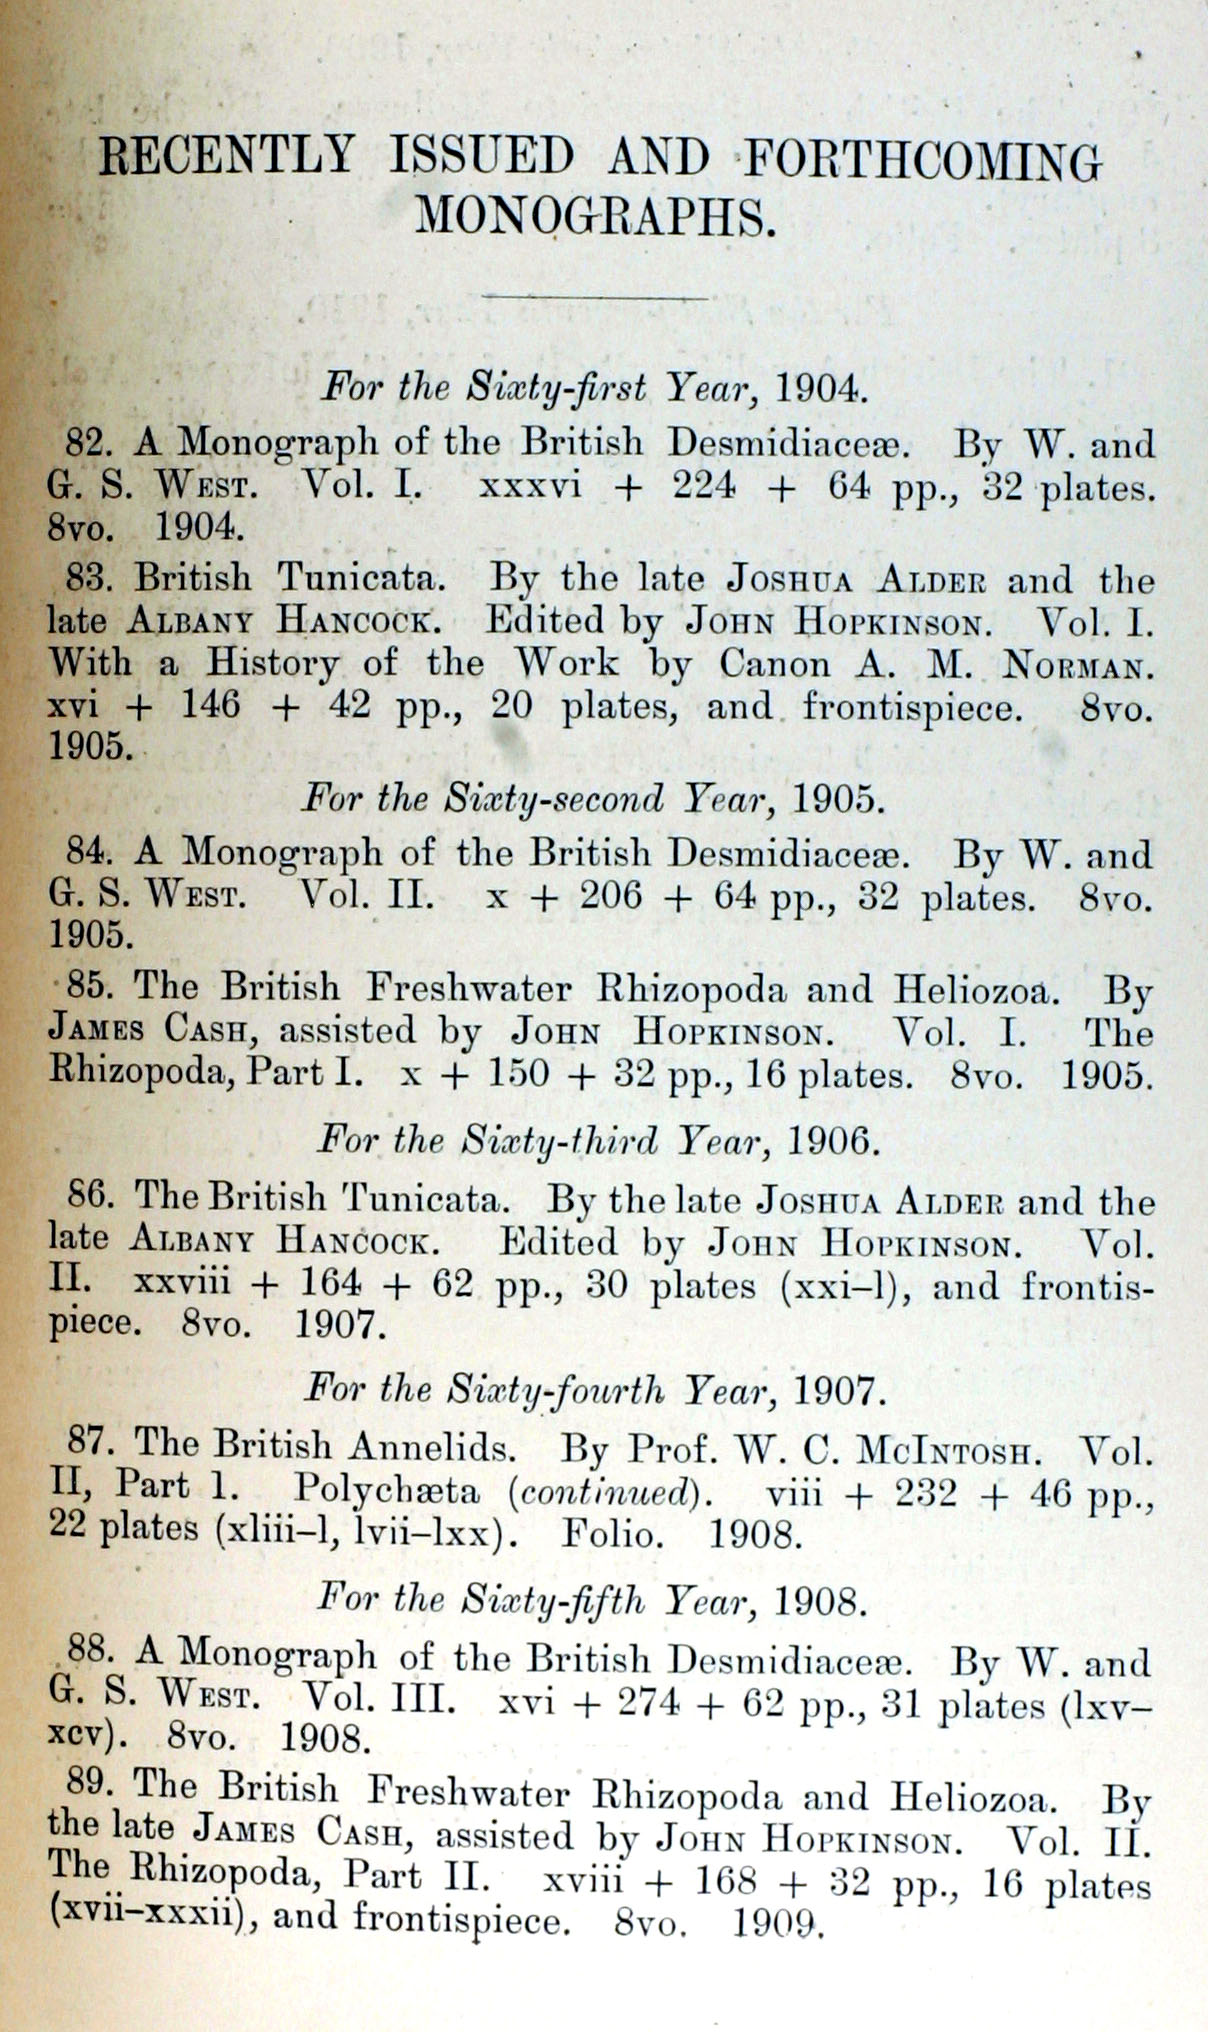 RECENTLY ISSUED AND FORTHCOMING
MONOGRAPHS.
For the Sixty-first Year, 1904.
82. A Monograph of the British Desmidiaceæ. By W. and
G. S. WEST. Vol. I. xxxvi + 224 + 64 pp., 32 plates.
8vo. 1904.
83. British Tunicata. By the late JOSHUA ALDER and the
late ALBANY HANCOCK. Edited by JOHN HOPKINSON. Vol. I.
With a History of the Work by Canon A. M. NORMAN.
xvi + 146 + 42 pp., 20 plates, and frontispiece. 8vo.
1905.
For the Sixty-second Year, 1905.
84. A Monograph of the British Desmidiaceæ. By W. and
G. S. WEST. Vol. II. x + 206 + 64 pp., 32 plates. 8vo.
1905.
85. The British Freshwater Rhizopoda and Heliozoa. By
JAMES CASH, assisted by JOHN HOPKINSON. Vol. I. The
Rhizopoda, Part I. x + 150 + 32 pp., 16 plates. 8vo. 1905.
For the Sixty-third Year, 1906.
86. The British Tunicata. By the late JOSHUA ALDER and the
late ALBANY HANCOCK. Edited by JOHN HOPKINSON. Vol.
II. xxviii + 164 + 62 pp., 30 plates (xxi–l), and frontis-
piece. 8vo. 1907.
For the Sixty-fourth Year, 1907.
87. The British Annelids. By Prof. W. C. MCINTOSH. Vol.
II, Part 1. Polychæta (continued). viii + 232 + 46 pp.,
22 plates (xliii–l, lvii–lxx). Folio. 1908.
For the Sixty-fifth Year, 1908.
88. A Monograph of the British Desmidiaceæ. By W. and
G. S. WEST. Vol. III. xvi + 274 + 62 pp., 31 plates (lxv–
xcv). 8vo. 1908.
89. The British Freshwater Rhizopoda and Heliozoa. By
the late JAMES CASH, assisted by JOHN HOPKINSON. Vol. II.
The Rhizopoda, Part II. xviii + 168 + 32 pp., 16 plates
(xvii–xxxii), and frontispiece. 8vo. 1909.